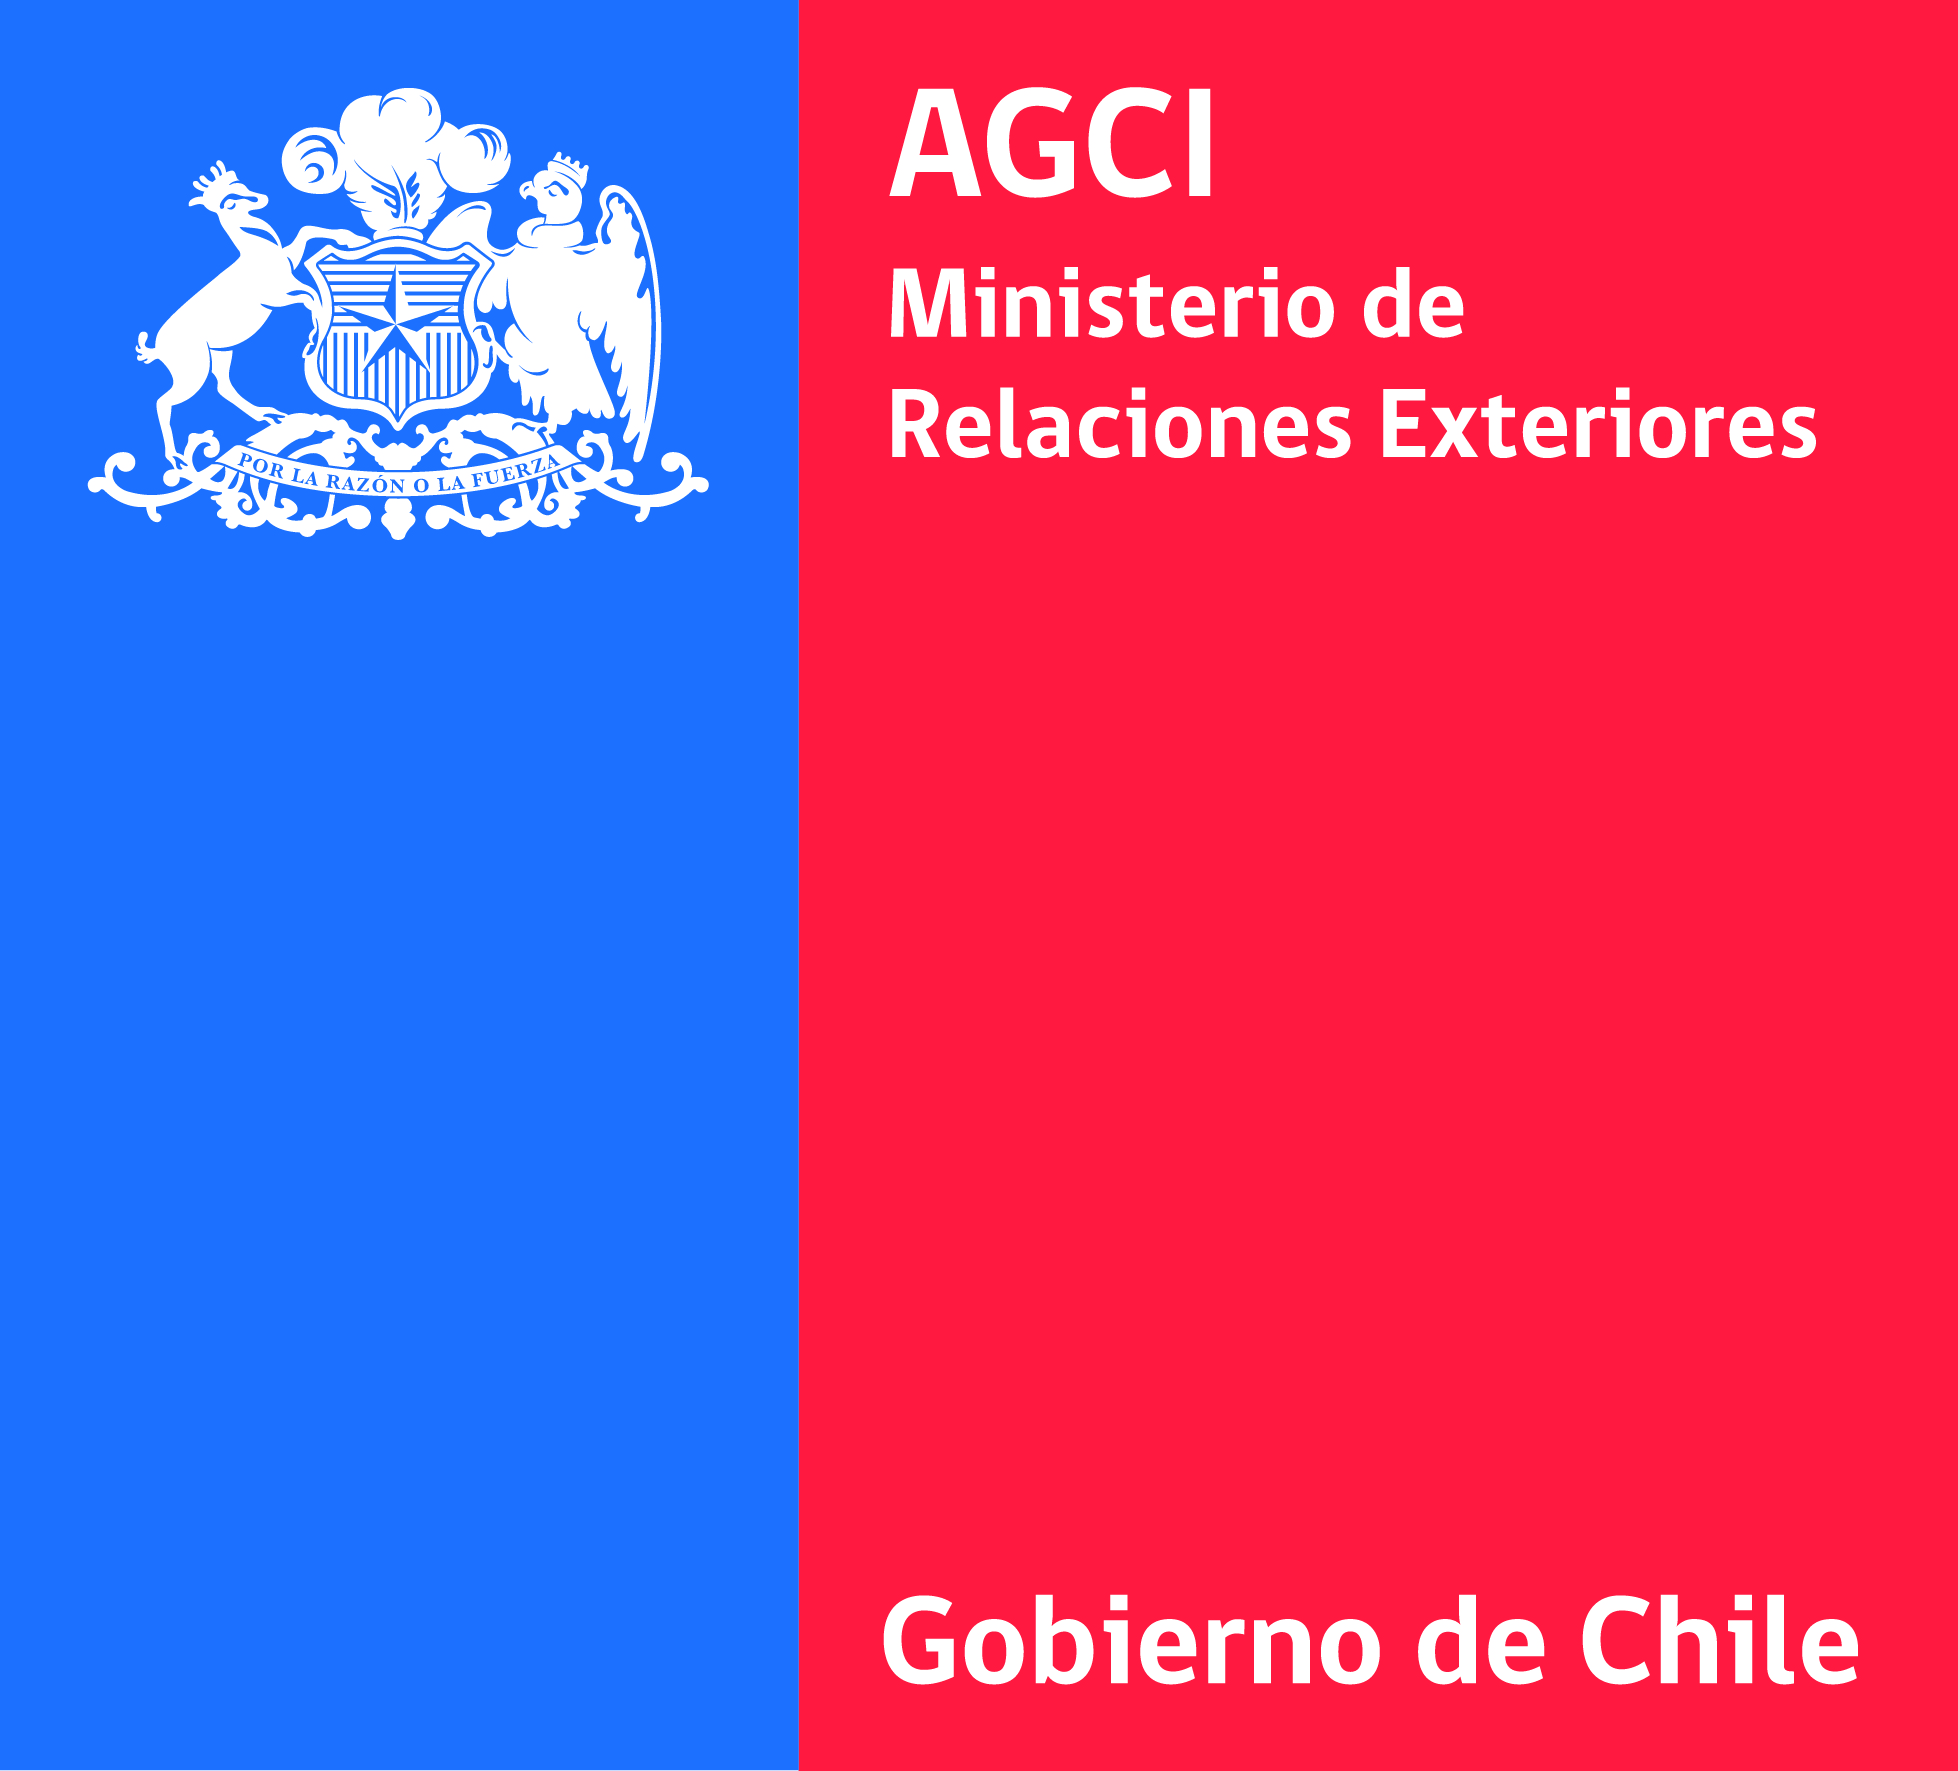 POR LA RAZÓN O LA FUERZA
AGCI
Ministerio de
Relaciones Exteriores
Gobierno de Chile